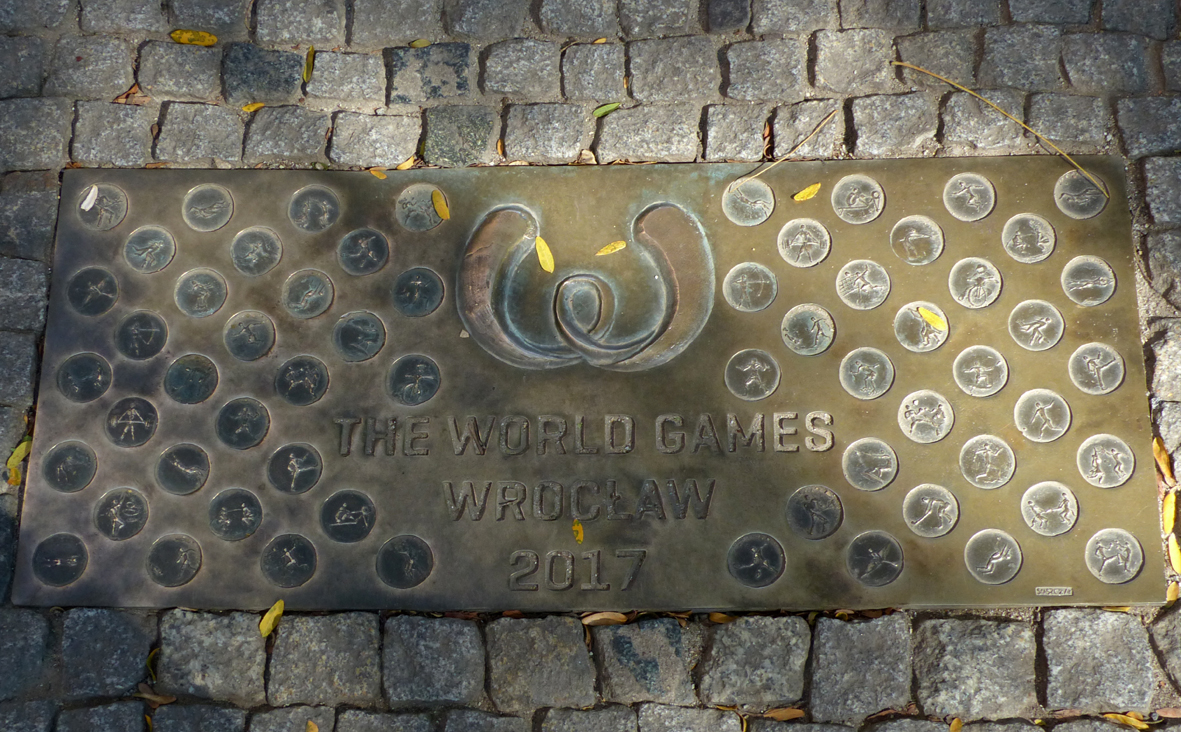 THE WORLD GAMES
WROCŁAW
2017